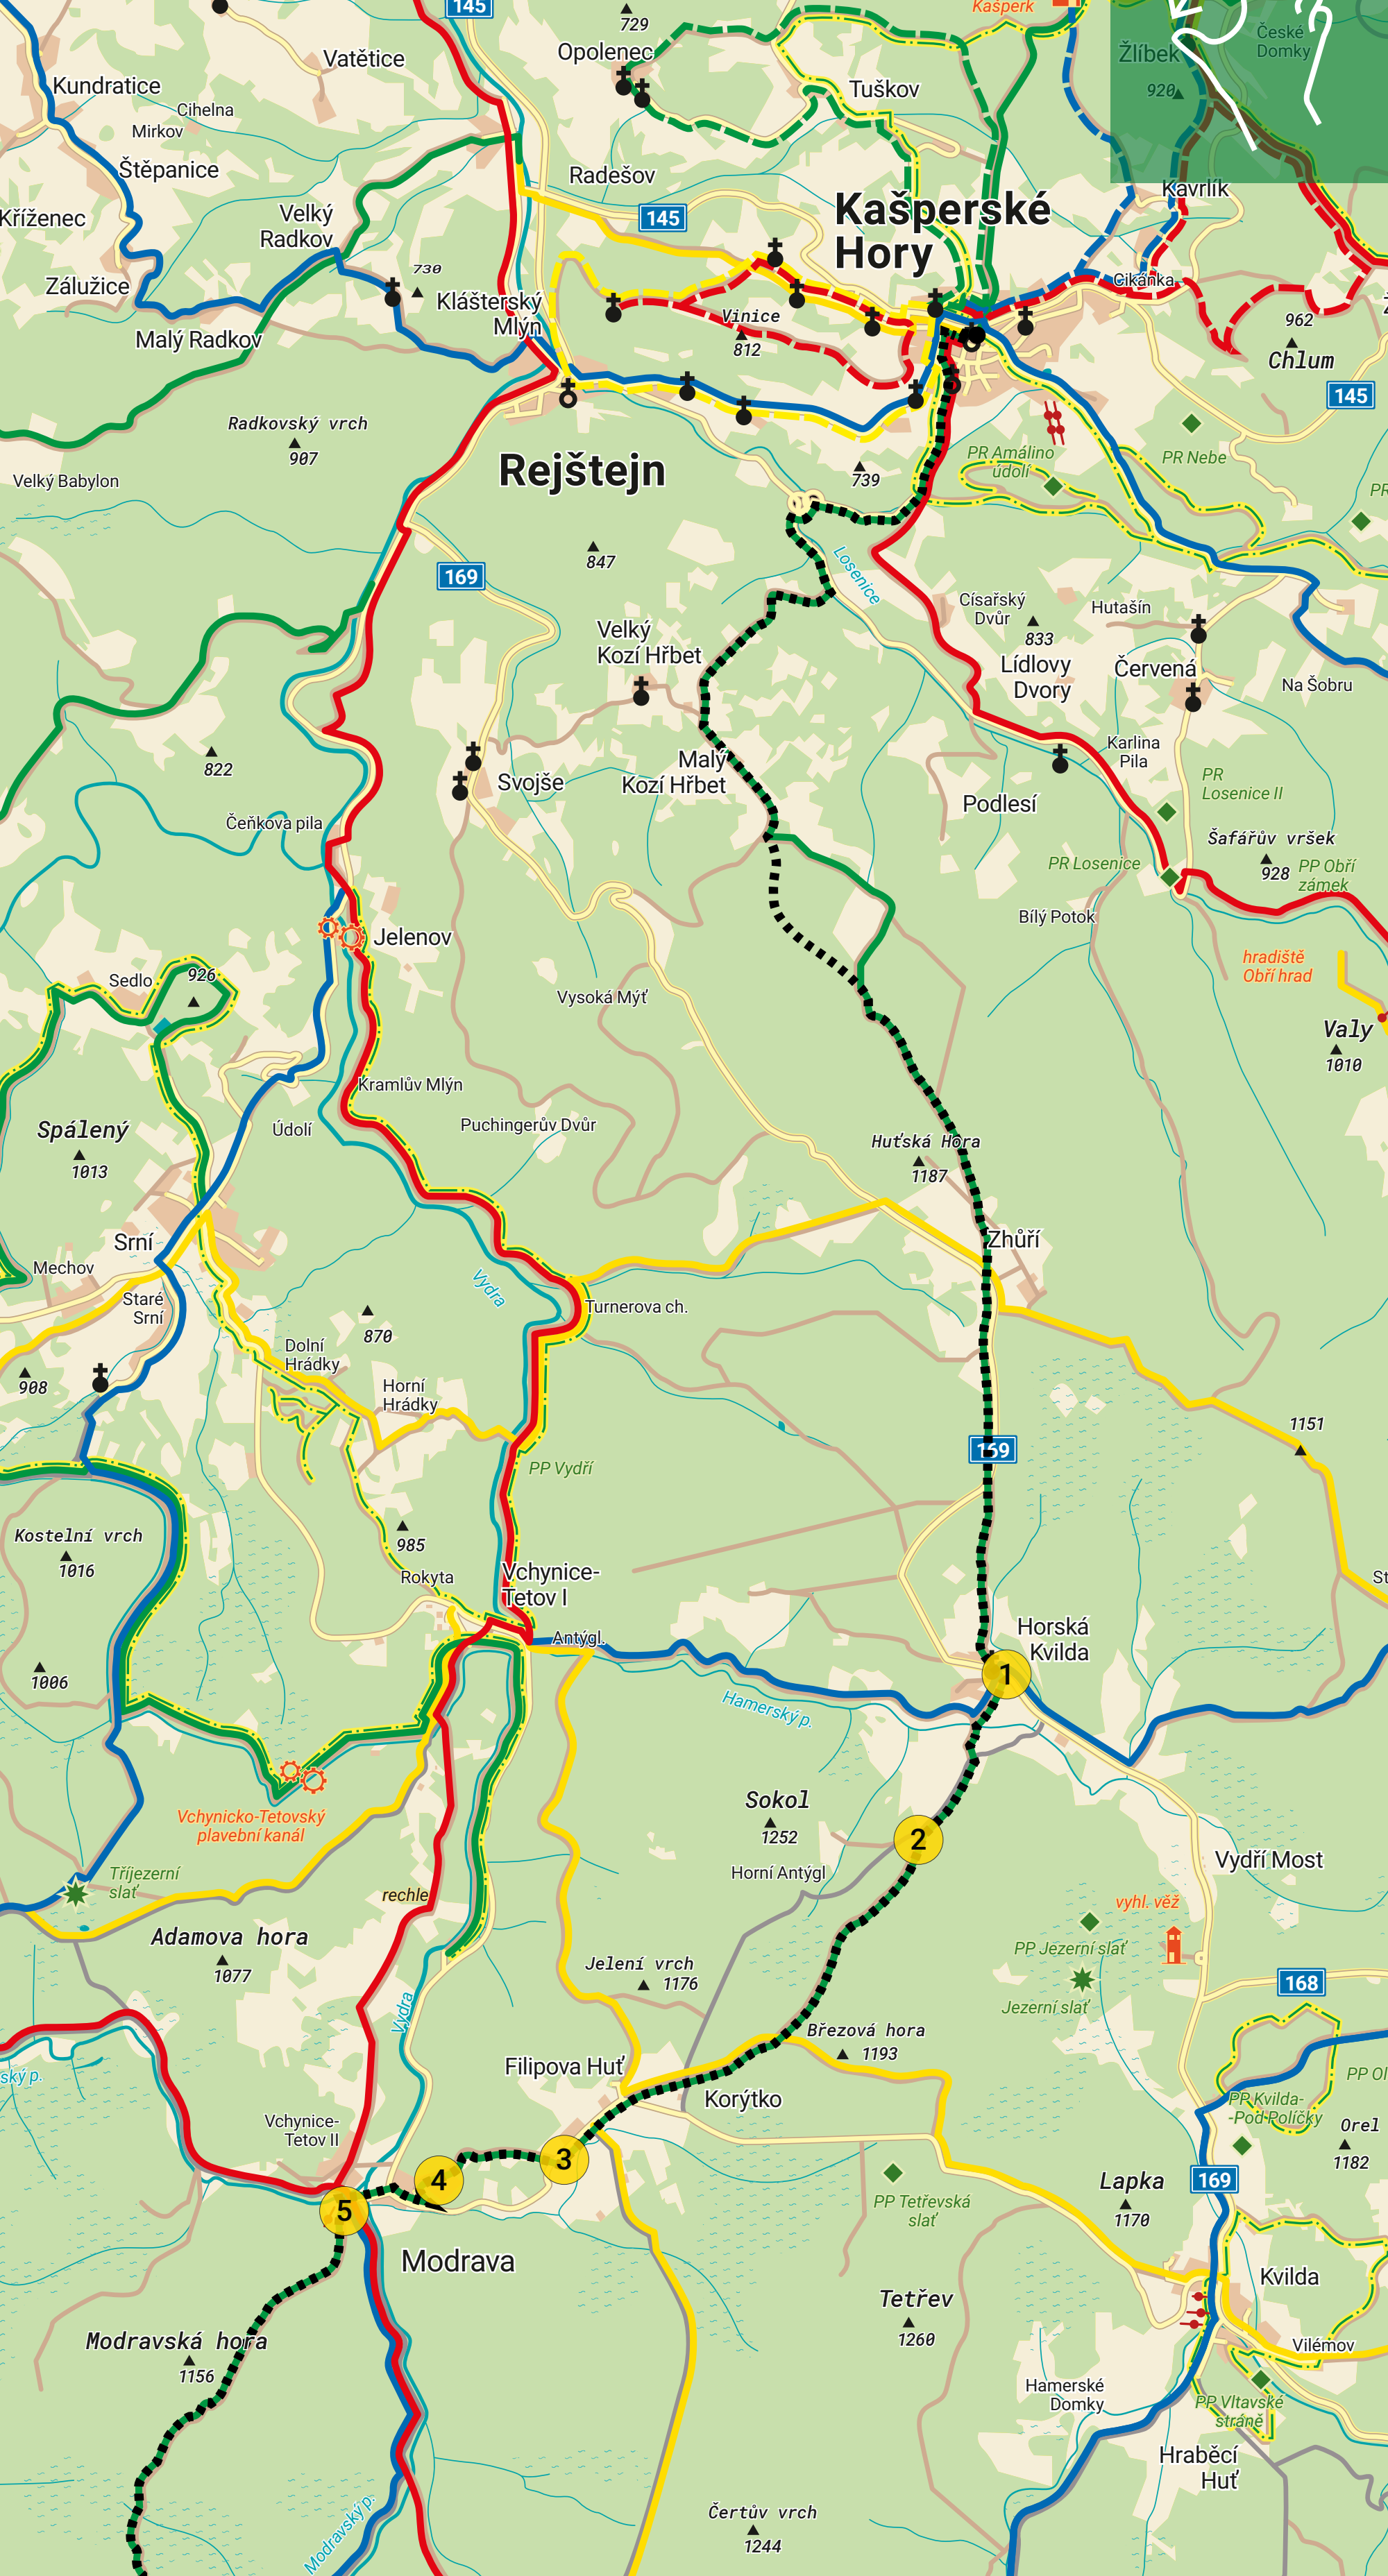 145
729
Kašperk
Opolenec
Žlíbek
České
Domky
Vatětice
Kundratice
Tuškov
920
Cihelna
Mirkov
Štěpanice
Radešov
Kavrlík
Kašperské
Hory
Kříženec
Velký
Radkov
145
730
Zálužice
Cikánka
Klášterský
Mlýn
Vinice
812
962
Chlum
Malý Radkov
145
Radkovský vrch
907
PR Amálino
údolí
PR Nebe
Rejštejn
739
Velký Babylon
PR
847
169
Losenice
Císařský
Dvůr
833
Hutašín
Velký
Kozí Hřbet
Lídlovy
Dvory
Červená
Na Šobru
822
Malý
Kozí Hřbet
Karlina
Pila
Svojše
PR
Losenice II
Podlesí
Čeňkova pila
Šafářův vršek
928
PR Losenice
PP Obří
zámek
Bílý Potok
Jelenov
hradiště
Obří hrad
Sedlo
926
Vysoká Mýť
Valy
1010
Kramlův Mlýn
Spálený
1013
Údolí
Puchingerův Dvůr
Huťská Hora
1187
Srní
Zhůří
Mechov
Vydra
Staré
Srní
Turnerova ch.
870
Dolní
Hrádky
908
Horní
Hrádky
1151
169
PP Vydří
Kostelní vrch
1016
985
Rokyta
Vchynice-
Tetov I
St
Antýgl.
Horská
Kvilda
1
1006
Hamerský p.
Sokol
1252
Vchynicko-Tetovský
plavební kanál
2
Horní Antýgl
Vydří Most
Tříjezerní
slať
rechle
vyhl. věž
Adamova hora
1077
PP Jezerní slať
Jelení vrch
1176
168
Jezerní slať
Vydra
Březová hora
1193
ský p.
Filipova Huť
PP Ol
Korýtko
PP Kvilda-
-Pod Políčky
Vchynice-
Tetov II
Orel
1182
3
4
Lapka
1170
169
5
PP Tetřevská
slať
Modrava
Kvilda
Tetřev
1260
Modravská hora
1156
Vilémov
Hamerské
Domky
PP Vltavské
stráně
Hraběcí
Huť
Modravský p.
Čertův vrch
1244